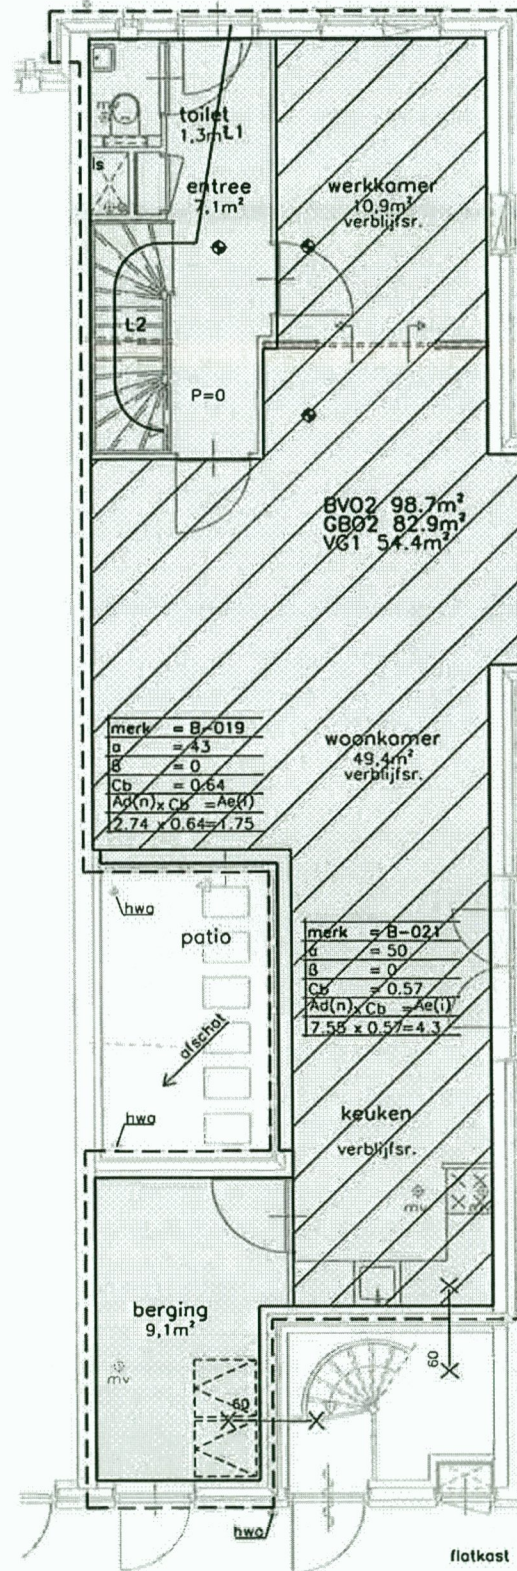 toilet
1,3m²
L1
ls
entree
7,1m²
werkkamer
10,9m²
verblijfsr.
L2
P=0
BVO2 98.7m²
GBO2 82.9m²
VG1 54.4m²
merk = B-019
α = 43
ß = 0
Cb = 0.64
Ad(n) x Cb = Ae(i)
2.74 x 0.64=1.75
woonkamer
49,4m²
verblijfsr.
hwa
patio
afschot
hwa
merk = B-021
α = 50
ß = 0
Cb = 0.57
Ad(n) x Cb = Ae(i)
7.55 x 0.57=4.3
keuken
verblijfsr.
mv
berging
9,1m²
mv
60
60
hwa
flatkast